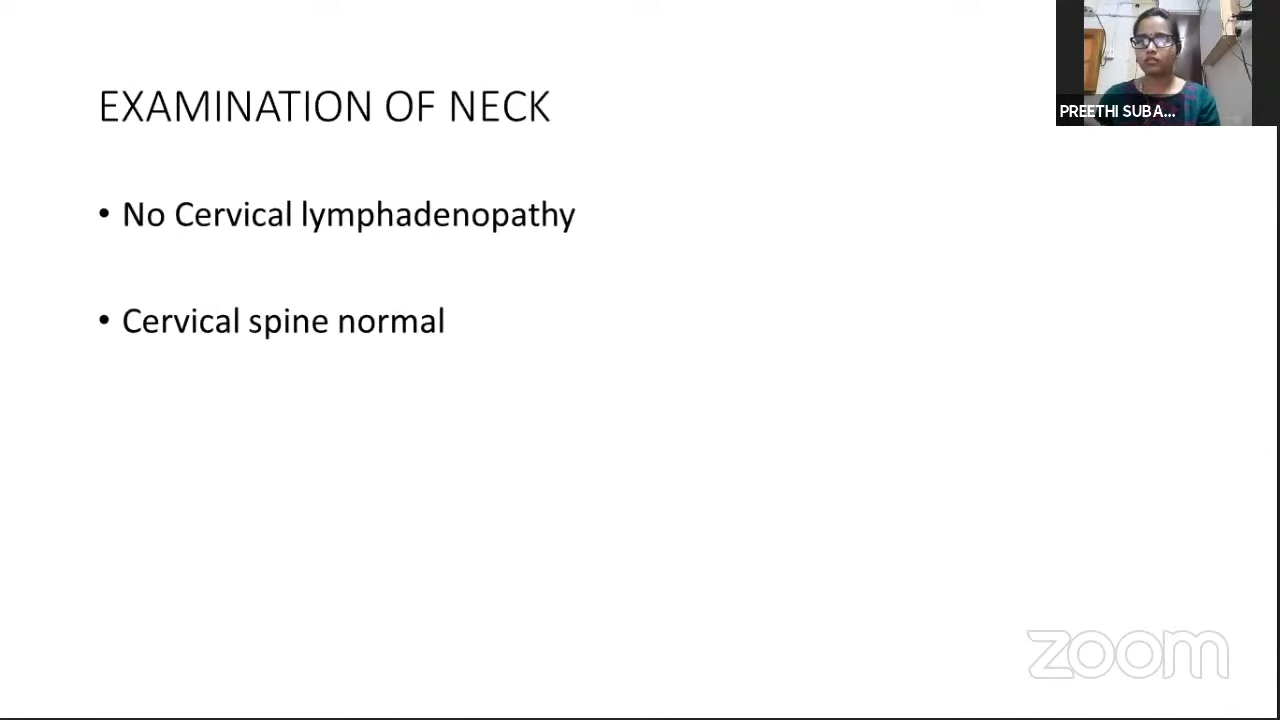 EXAMINATION OF NECK
PREETHI SUBA...
• No Cervical lymphadenopathy
• Cervical spine normal
zoom